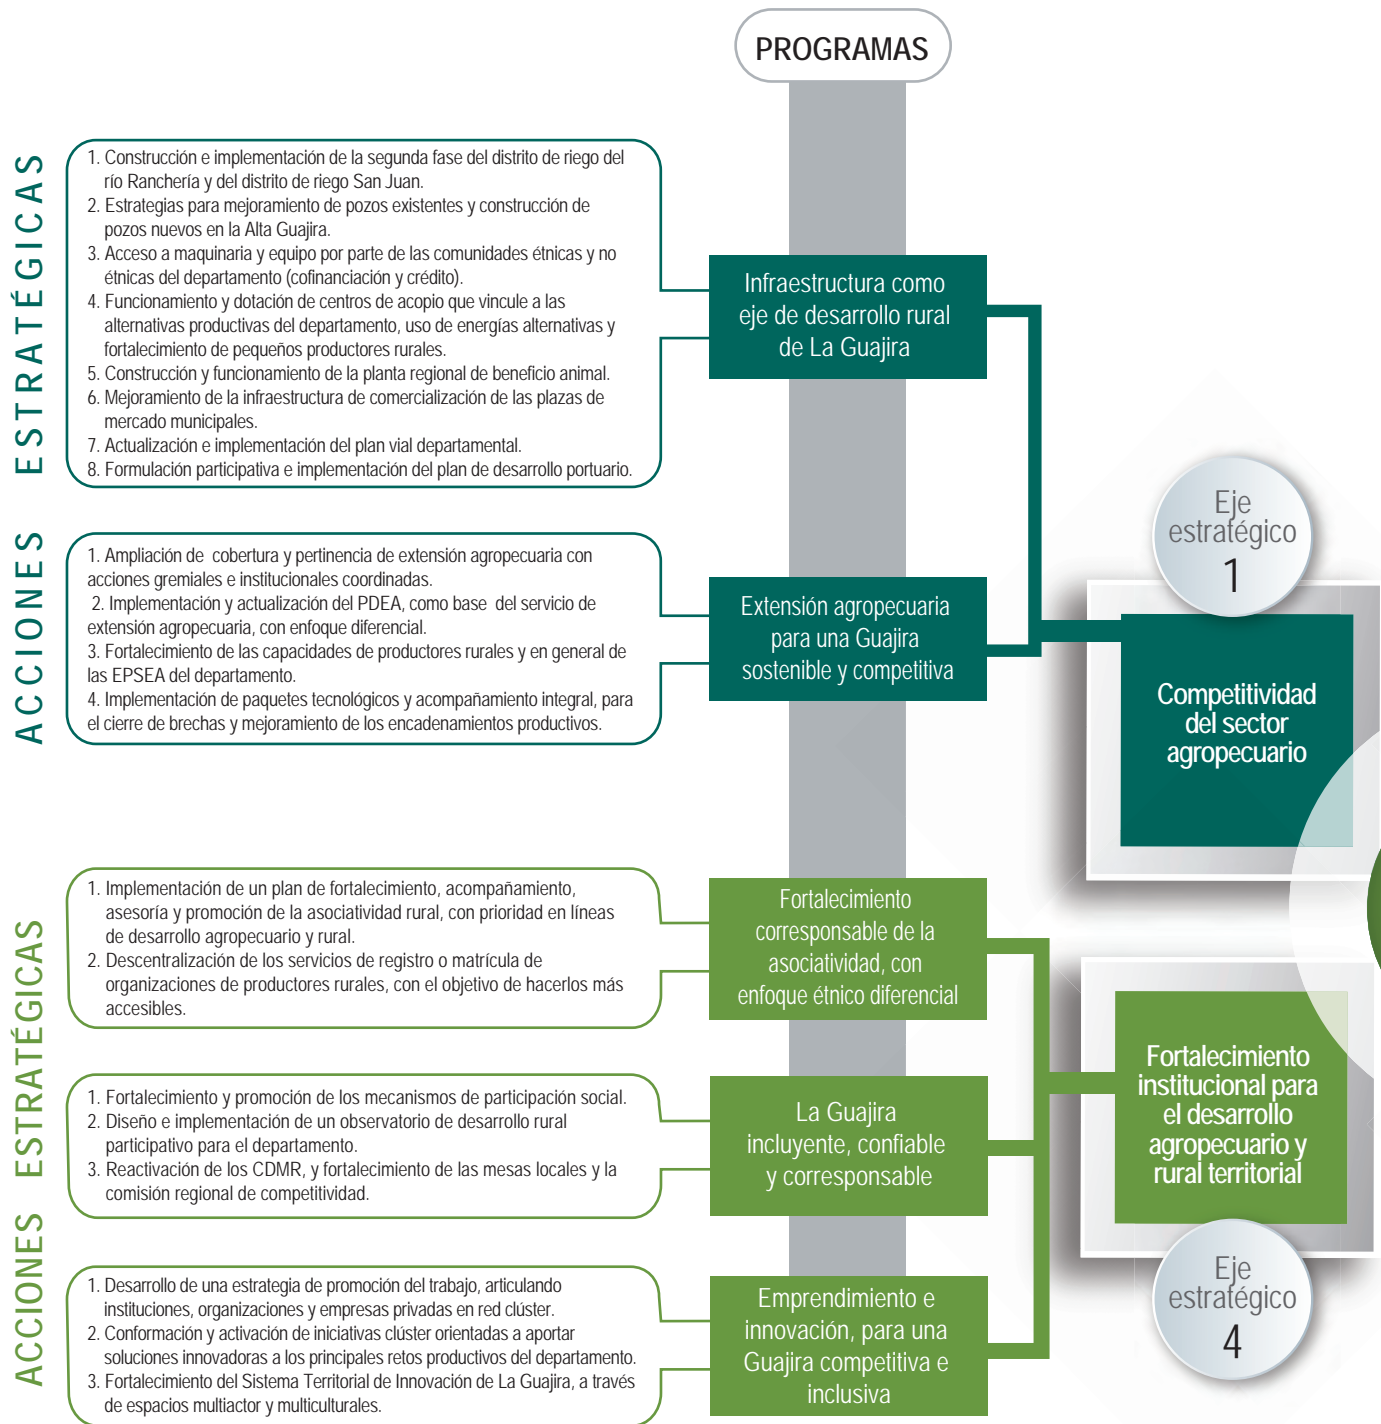 PROGRAMAS
ACCIONES ESTRATÉGICAS
1. Construcción e implementación de la segunda fase del distrito de riego del
río Ranchería y del distrito de riego San Juan.
2. Estrategias para mejoramiento de pozos existentes y construcción de
pozos nuevos en la Alta Guajira.
3. Acceso a maquinaria y equipo por parte de las comunidades étnicas y no
étnicas del departamento (cofinanciación y crédito).
4. Funcionamiento y dotación de centros de acopio que vincule a las
alternativas productivas del departamento, uso de energías alternativas y
fortalecimiento de pequeños productores rurales.
5. Construcción y funcionamiento de la planta regional de beneficio animal.
6. Mejoramiento de la infraestructura de comercialización de las plazas de
mercado municipales.
7. Actualización e implementación del plan vial departamental.
8. Formulación participativa e implementación del plan de desarrollo portuario.
Infraestructura como
eje de desarrollo rural
de La Guajira
1. Ampliación de cobertura y pertinencia de extensión agropecuaria con
acciones gremiales e institucionales coordinadas.
2. Implementación y actualización del PDEA, como base del servicio de
extensión agropecuaria, con enfoque diferencial.
3. Fortalecimiento de las capacidades de productores rurales y en general de
las EPSEA del departamento.
4. Implementación de paquetes tecnológicos y acompañamiento integral, para
el cierre de brechas y mejoramiento de los encadenamientos productivos.
Extensión agropecuaria
para una Guajira
sostenible y competitiva
Eje
estratégico
1
Competitividad
del sector
agropecuario
ACCIONES ESTRATÉGICAS
1. Implementación de un plan de fortalecimiento, acompañamiento,
asesoría y promoción de la asociatividad rural, con prioridad en líneas
de desarrollo agropecuario y rural.
2. Descentralización de los servicios de registro o matrícula de
organizaciones de productores rurales, con el objetivo de hacerlos más
accesibles.
Fortalecimiento
corresponsable de la
asociatividad, con
enfoque étnico diferencial
1. Fortalecimiento y promoción de los mecanismos de participación social.
2. Diseño e implementación de un observatorio de desarrollo rural
participativo para el departamento.
3. Reactivación de los CDMR, y fortalecimiento de las mesas locales y la
comisión regional de competitividad.
La Guajira
incluyente, confiable
y corresponsable
1. Desarrollo de una estrategia de promoción del trabajo, articulando
instituciones, organizaciones y empresas privadas en red clúster.
2. Conformación y activación de iniciativas clúster orientadas a aportar
soluciones innovadoras a los principales retos productivos del departamento.
3. Fortalecimiento del Sistema Territorial de Innovación de La Guajira, a través
de espacios multiactor y multiculturales.
Emprendimiento e
innovación, para una
Guajira competitiva e
inclusiva
Fortalecimiento
institucional para
el desarrollo
agropecuario y
rural territorial
Eje
estratégico
4